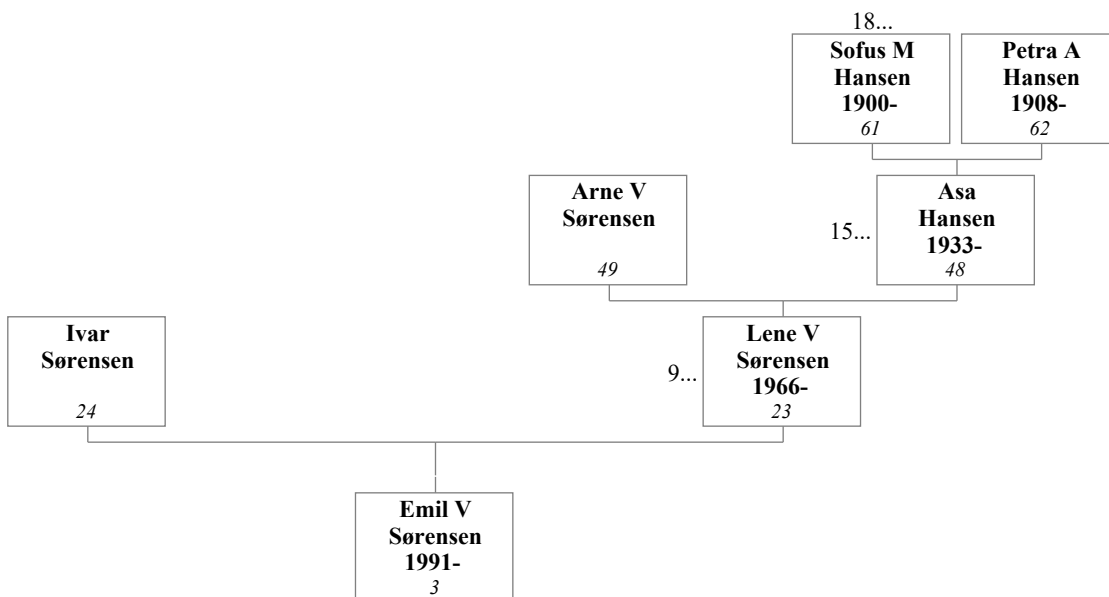 18...
Sofus M
Hansen
1900-
61
Petra A
Hansen
1908-
62
Arne V
Sørensen
49
15...
Asa
Hansen
1933-
48
Ivar
Sørensen
24
9...
Lene V
Sørensen
1966-
23
Emil V
Sørensen
1991-
3